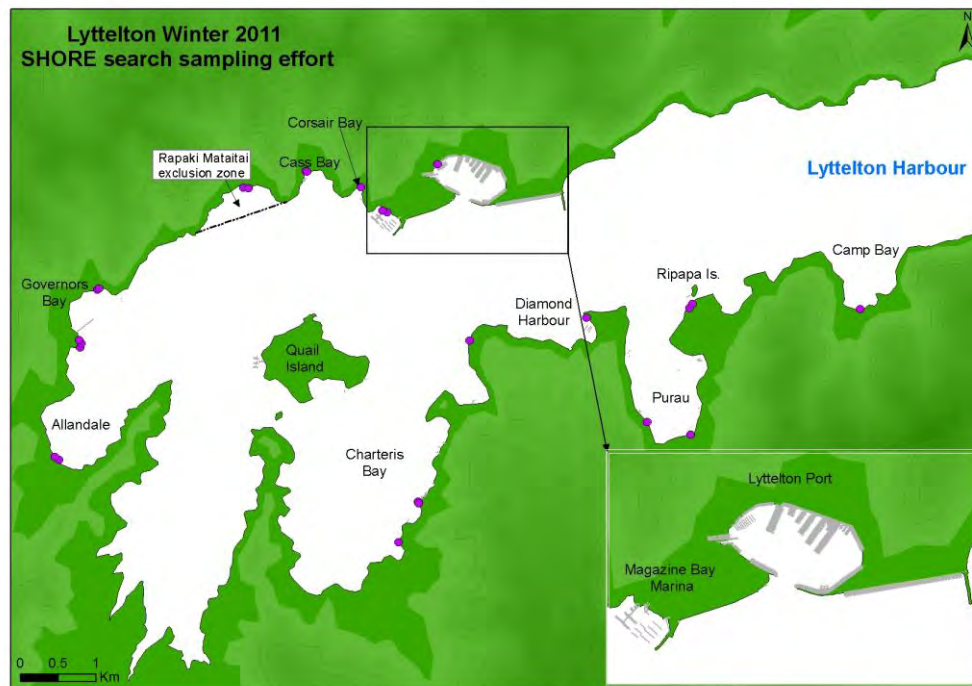 Lyttelton Winter 2011
SHORE search sampling effort
N
Corsair Bay
Rapaki Mataitai
exclusion zone
Cass Bay
Lyttelton Harbour
Camp Bay
Governors
Bay
Ripapa Is.
Diamond
Harbour
Quail
Island
Purau
Allandale
Charteris
Bay
Lyttelton Port
Magazine Bay
Marina
0 0.5 1
Km